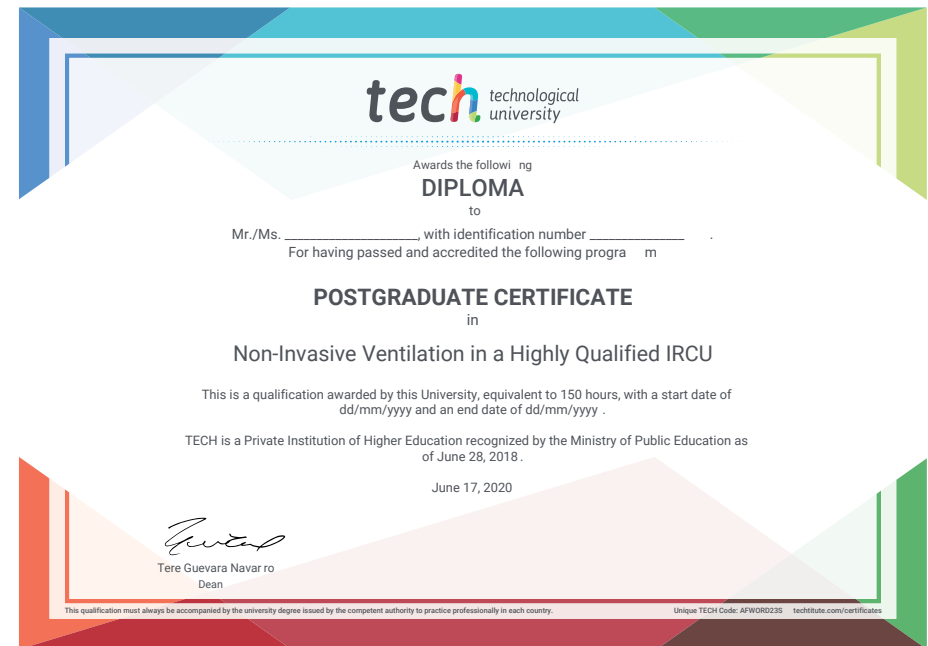 tech technological
university
Awards the followi ng
DIPLOMA
to
Mr./Ms. _____________________, with identification number _______________ .
For having passed and accredited the following progra m
POSTGRADUATE CERTIFICATE
in
Non-Invasive Ventilation in a Highly Qualified IRCU
This is a qualification awarded by this University, equivalent to 150 hours, with a start date of
dd/mm/yyyy and an end date of dd/mm/yyyy .
TECH is a Private Institution of Higher Education recognized by the Ministry of Public Education as
of June 28, 2018 .
June 17, 2020
Tere Guevara Navar ro
Dean
This qualification must always be accompanied by the university degree issued by the competent authority to practice professionally in each country. Unique TECH Code: AFWORD23S techtitute.com/certificates